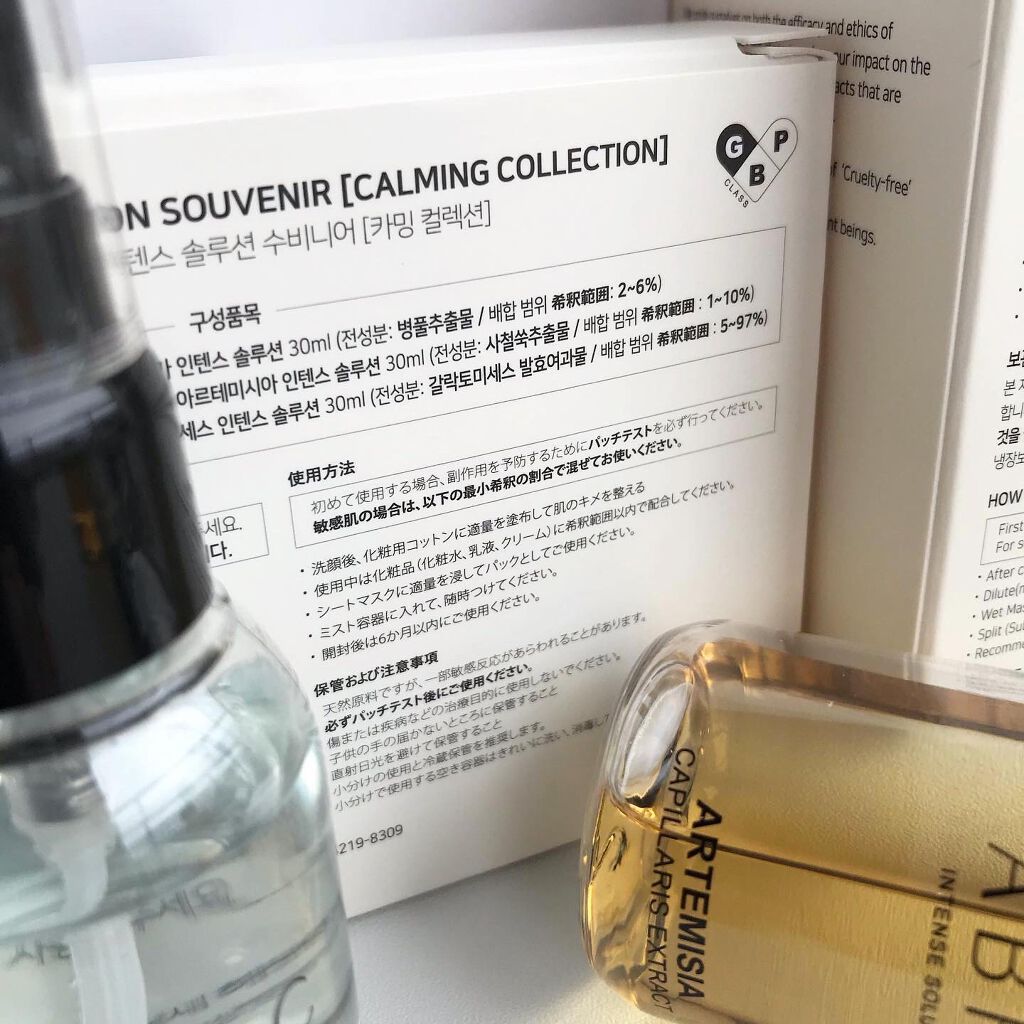 and ethics of
our impact on the
acts that are
of 'Cruelty-free'
nt beings.
G P B
CLASS
ON SOUVENIR [CALMING COLLECTION]
텐스 솔루션 수비니어 [카밍 컬렉션]
구성품목
인텐스 솔루션 30ml (전성분: 병풀추출물 / 배합 범위 希釈範囲: 2~6%)
아르테미시아 인텐스 솔루션 30ml (전성분: 사철쑥추출물 / 배합 범위 希釈範囲 : 1~10%)
세스 인텐스 솔루션 30ml (전성분: 갈락토미세스 발효여과물 / 배합 범위 希釈範囲 : 5~97%)
세요.
다.
使用方法
初めて使用する場合、副作用を予防するためにパッチテストを必ず行ってください。
敏感肌の場合は、以下の最小希釈の割合で混ぜてお使いください。
・洗顔後、化粧用コットンに適量を塗布して肌のキメを整える
・使用中は化粧品(化粧水、乳液、クリーム)に希釈範囲以内で配合してください。
・シートマスクに適量を浸してパックとしてご使用ください。
・ミスト容器に入れて、随時つけてください。
・開封後は6か月以内にご使用ください。
保管および注意事項
天然原料ですが、一部敏感反応があらわれることがあります。
必ずパッチテスト後にご使用ください。
傷または疾病などの治療目的に使用しないでください。
子供の手の届かないところに保管すること
直射日光を避けて保管すること
小分けの使用と冷蔵保管を推奨します。
小分けで使用する空き容器はきれいに洗い、消毒し
219-8309
보관
본 제
합니
것을
냉장보
HOW
First
For s
• After c
• Dilute(m
• Wet Mas
• Split (Su
• Recomme
ARTEMISIA
CAPILLARIS EXTRACT
AB
INTENSE SOLU